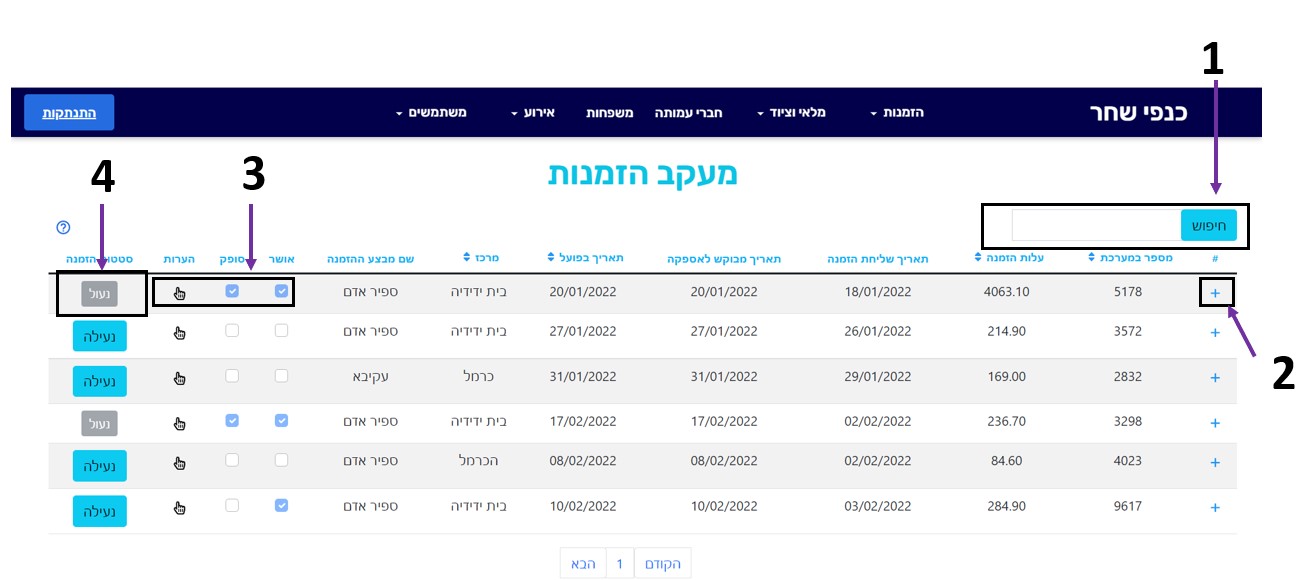 1
כנפי שחר הזמנות מלאי וציוד חברי עמותה משפחות אירוע משתמשים התנתקות
מעקב הזמנות
3
4
חיפוש
# מספר במערכת עלות הזמנה תאריך שליחת הזמנה תאריך מבוקש לאספקה תאריך בפועל מרכז שם מבצע ההזמנה אושר סופק הערות סטטוס הזמנה
+ 5178 4063.10 18/01/2022 20/01/2022 20/01/2022 בית ידידיה ספיר אדם נעול
+ 3572 214.90 26/01/2022 27/01/2022 27/01/2022 בית ידידיה ספיר אדם נעילה
2
+ 2832 169.00 29/01/2022 31/01/2022 31/01/2022 כרמל עקיבא נעילה
+ 3298 236.70 02/02/2022 17/02/2022 17/02/2022 בית ידידיה ספיר אדם נעול
+ 4023 84.60 02/02/2022 08/02/2022 08/02/2022 הכרמל ספיר אדם נעילה
+ 9617 284.90 03/02/2022 10/02/2022 10/02/2022 בית ידידיה ספיר אדם נעילה
הקודם 1 הבא